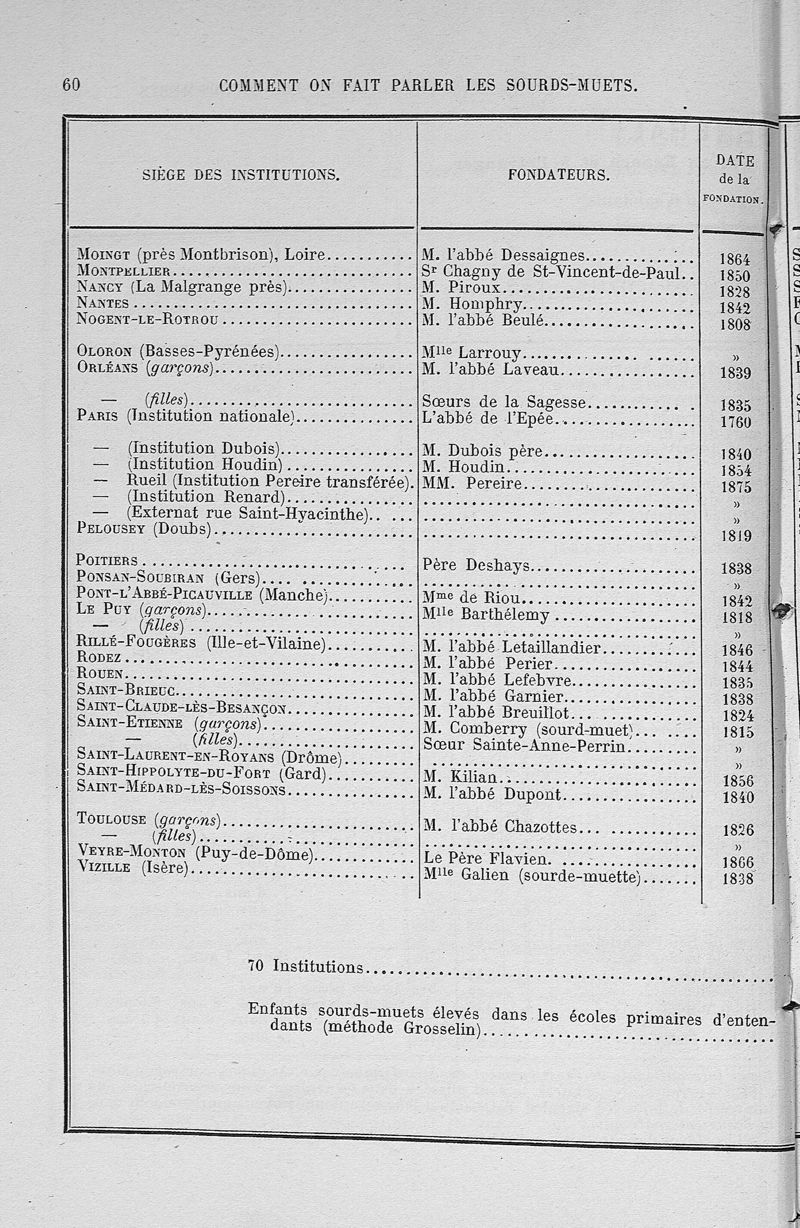 60 COMMENT ON FAIT PARLER LES SOURDS-MUETS.
SIÈGE DES INSTITUTIONS. FONDATEURS. DATE de la FONDATION.
MOINGT (près Montbrison), Loire........... M. l'abbé Dessaignes............. 1864
MONTPELLIER.............................. Sr Chagny de St-Vincent-de-Paul.. 1850
NANCY (La Malgrange près)................ M. Piroux........................ 1828
NANTES................................... M. Homphry....................... 1842
NOGENT-LE-ROTROU......................... M. l'abbé Beulé.................. 1808
OLORON (Basses-Pyrénées)................. Mlle Larrouy..................... »
ORLÉANS (garçons)........................ M. l'abbé Laveau................. 1839
— (filles)............................ Sœurs de la Sagesse............. 1835
PARIS (Institution nationale)............ L'abbé de l'Epée................. 1760
— (Institution Dubois)................ M. Dubois père................... 1840
— (Institution Houdin)................ M. Houdin........................ 1854
— Rueil (Institution Pereire transférée). MM. Pereire...................... 1875
— (Institution Renard)................ ................................. »
— (Externat rue Saint-Hyacinthe)..... ................................. »
PELOUSEY (Doubs)......................... ................................. 1819
POITIERS................................. Père Deshays..................... 1838
PONSAN-SOUBIRAN (Gers)................... ................................. »
PONT-L'ABBÉ-PICAUVILLE (Manche).......... Mme de Riou...................... 1842
LE PUY (garçons)......................... Mlle Barthélemy.................. 1818
— (filles)............................ ................................. »
RILLÉ-FOUGÈRES (Ille-et-Vilaine)......... M. l'abbé Letaillandier.......... 1846
RODEZ.................................... M. l'abbé Perier................. 1844
ROUEN.................................... M. l'abbé Lefebvre............... 1835
SAINT-BRIEUC............................. M. l'abbé Garnier................ 1838
SAINT-CLAUDE-LÈS-BESANÇON................ M. l'abbé Breuillot.............. 1824
SAINT-ETIENNE (garçons).................. M. Comberry (sourd-muet)......... 1815
— (filles)............................ Sœur Sainte-Anne-Perrin......... »
SAINT-LAURENT-EN-ROYANS (Drôme).......... ................................. »
SAINT-HIPPOLYTE-DU-FORT (Gard)........... M. Kilian........................ 1856
SAINT-MÉDARD-LÈS-SOISSONS................ M. l'abbé Dupont................. 1840
TOULOUSE (garçons)....................... M. l'abbé Chazottes.............. 1826
— (filles)............................ ................................. »
VEYRE-MONTON (Puy-de-Dôme)............... Le Père Flavien.................. 1866
VIZILLE (Isère).......................... Mlle Galien (sourde-muette)....... 1838
70 Institutions..................................................
Enfants sourds-muets élevés dans les écoles primaires d'enten-
dants (méthode Grosselin)........................................